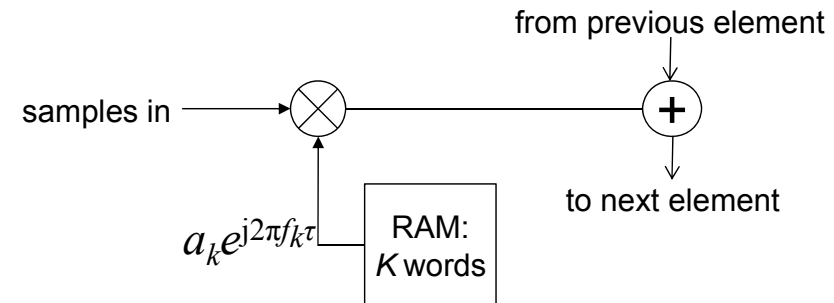 from previous element
samples in
+
to next element
a_k e^{j2πf_kτ}
RAM:
K words